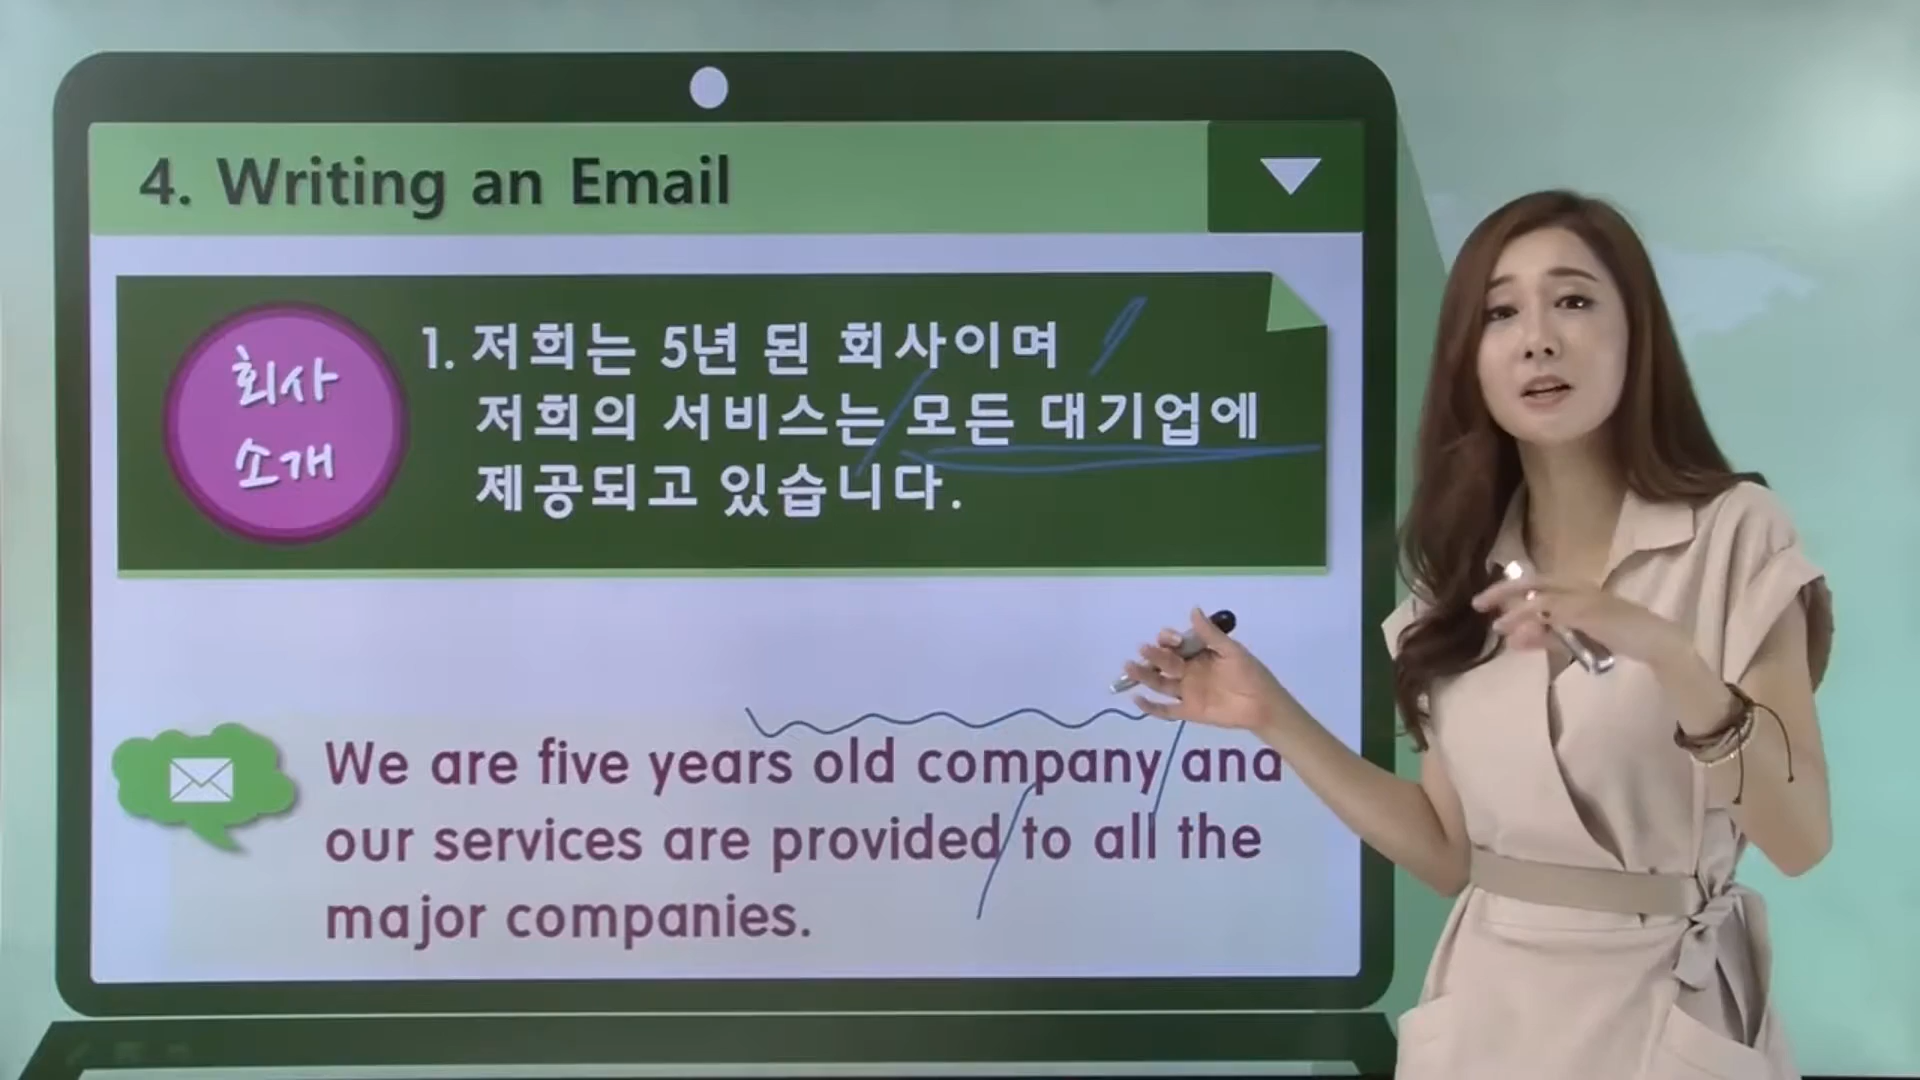 4. Writing an Email
회사
소개
1. 저희는 5년 된 회사이며
저희의 서비스는 모든 대기업에
제공되고 있습니다.
We are five years old company and
our services are provided to all the
major companies.